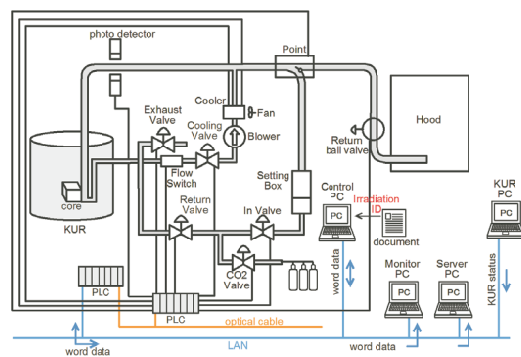 photo detector
Point
Exhaust
Valve
Cooling
Valve
Cooler
Fan
Blower
Flow
Switch
Return
Valve
In Valve
Setting
Box
CO2
Valve
core
KUR
Return
ball valve
Hood
Control
PC
PC
Irradiation
ID
document
KUR
PC
PC
Monitor
PC
PC
Server
PC
PC
KUR status
word data
PLC
PLC
optical cable
LAN
word data
word data